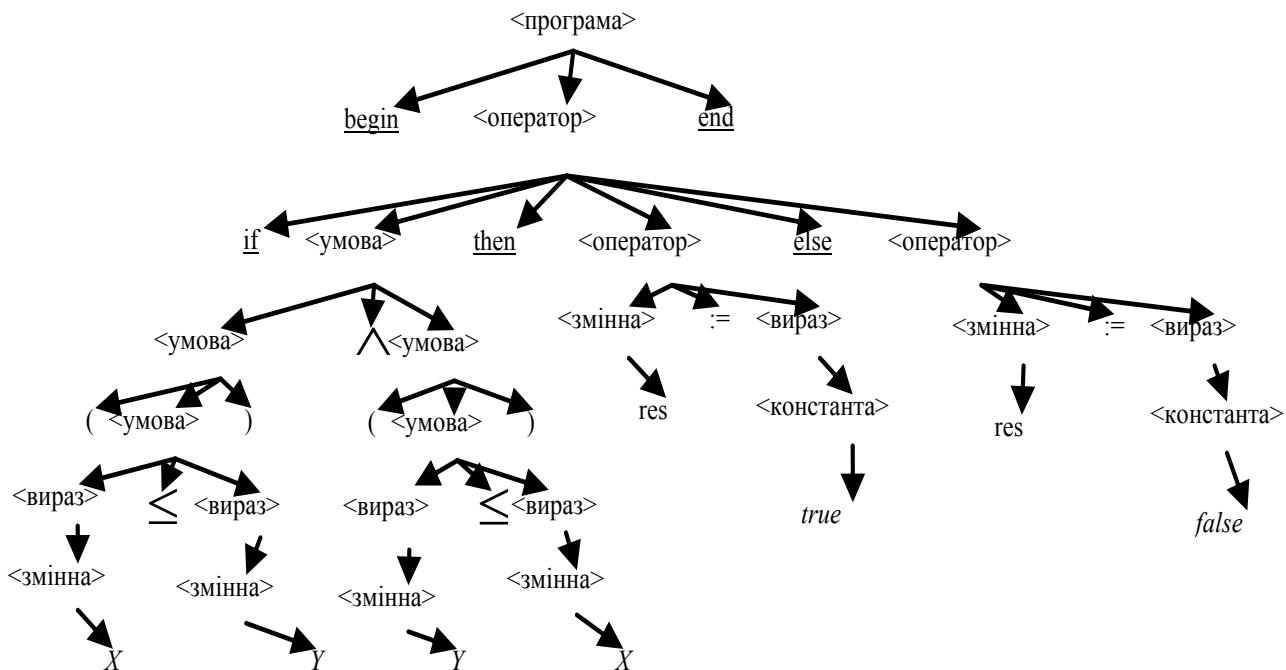 <програма>
begin <оператор> end
if <умова> then <оператор> else <оператор>
<умова> ∧ <умова> <змінна> := <вираз> <змінна> := <вираз>
( <умова> ) ( <умова> ) res <константа> res <константа>
<вираз> ≤ <вираз> <вираз> ≤ <вираз> true false
<змінна> <змінна> <змінна> <змінна>
X Y Y X